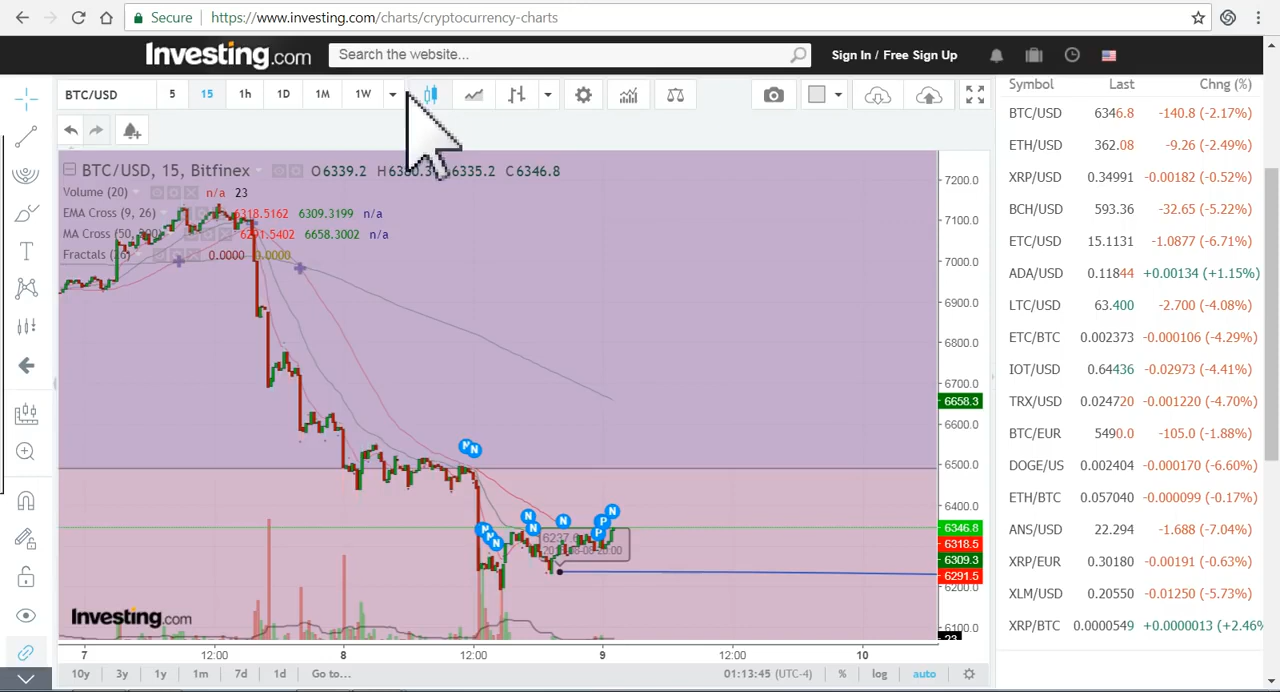 Secure https://www.investing.com/charts/cryptocurrency-charts
Investing.com Search the website... Sign In / Free Sign Up
BTC/USD 5 15 1h 1D 1M 1W
BTC/USD, 15, Bitfinex O6339.2 C6346.8
Volume (20) n/a 23
EMA Cross (9, 26) 6318.5162 6309.3199 n/a
MA Cross (50, 200) 6291.5402 6658.3002 n/a
Fractals (26) 0.0000 0.0000
7200.0
7100.0
7000.0
6900.0
6800.0
6700.0
6658.3
6600.0
6500.0
6400.0
6346.8
6318.5
6309.3
6291.5
6200.0
6100.0
23
N N
N N N N N N P P N
Investing.com
7 12:00 8 12:00 9 12:00 10
10y 3y 1y 1m 7d 1d Go to... 01:13:45 (UTC-4) % log auto
Symbol Last Chng (%)
BTC/USD 6346.8 -140.8 (-2.17%)
ETH/USD 362.08 -9.26 (-2.49%)
XRP/USD 0.34991 -0.00182 (-0.52%)
BCH/USD 593.36 -32.65 (-5.22%)
ETC/USD 15.1131 -1.0877 (-6.71%)
ADA/USD 0.11844 +0.00134 (+1.15%)
LTC/USD 63.400 -2.700 (-4.08%)
ETC/BTC 0.002373 -0.000106 (-4.29%)
IOT/USD 0.64436 -0.02973 (-4.41%)
TRX/USD 0.024720 -0.001220 (-4.70%)
BTC/EUR 5490.0 -105.0 (-1.88%)
DOGE/US 0.002404 -0.000170 (-6.60%)
ETH/BTC 0.057040 -0.000099 (-0.17%)
ANS/USD 22.294 -1.688 (-7.04%)
XRP/EUR 0.30180 -0.00191 (-0.63%)
XLM/USD 0.20550 -0.01250 (-5.73%)
XRP/BTC 0.0000549 +0.0000013 (+2.46%